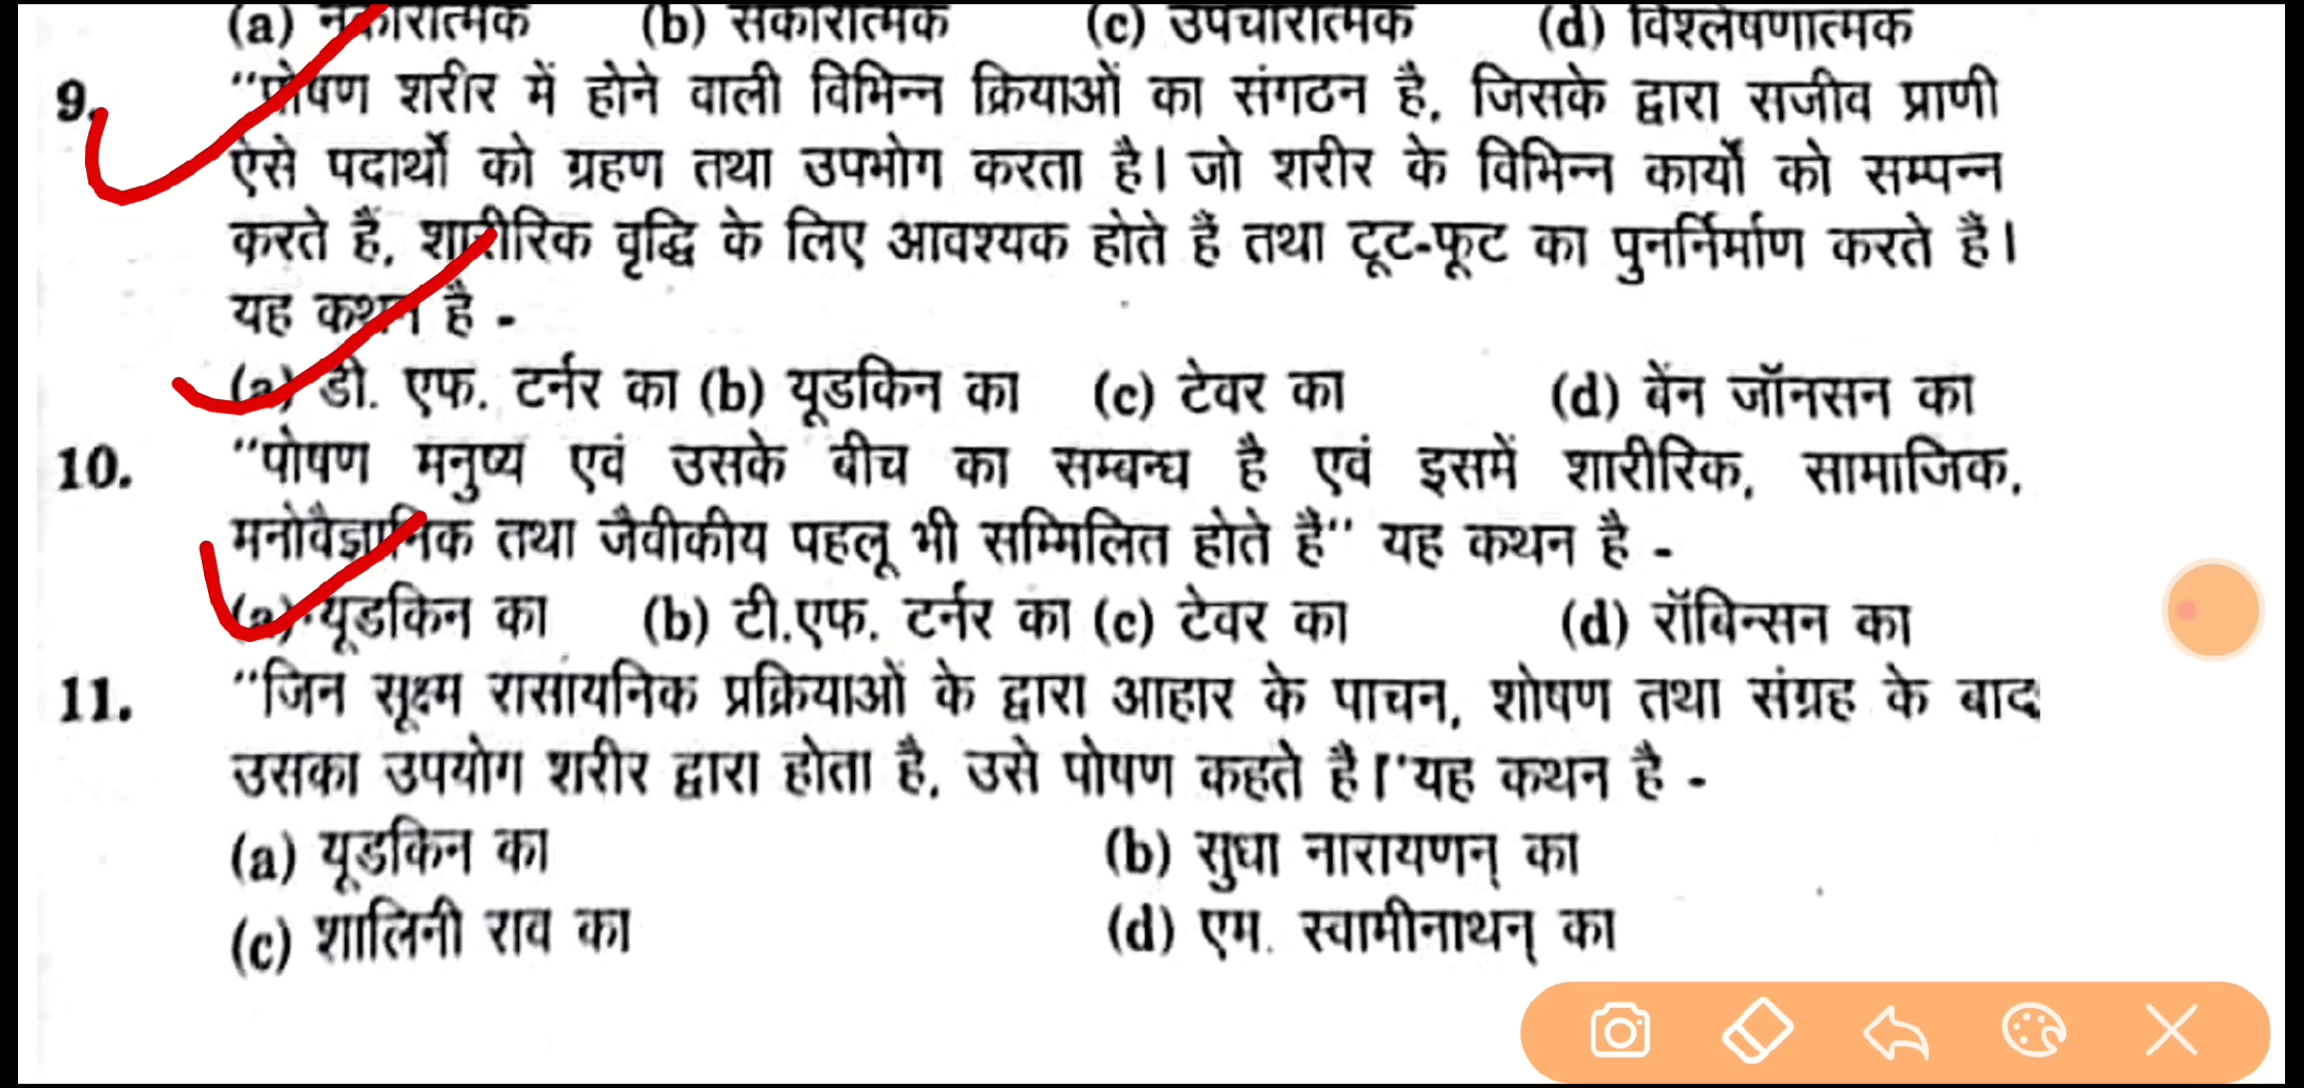 (a) नकारात्मक (b) सकारात्मक (c) उपचारात्मक (d) विश्लेषणात्मक
9. “पोषण शरीर में होने वाली विभिन्न क्रियाओं का संगठन है, जिसके द्वारा सजीव प्राणी
ऐसे पदार्थो को ग्रहण तथा उपभोग करता है। जो शरीर के विभिन्न कार्यों को सम्पन्न
करते हैं, शारीरिक वृद्धि के लिए आवश्यक होते हैं तथा टूट-फूट का पुनर्निर्माण करते हैं।
यह कथन है -
(a) डी. एफ. टर्नर का (b) यूडकिन का (c) टेवर का (d) बेंन जॉनसन का
10. “पोषण मनुष्य एवं उसके बीच का सम्बन्ध है एवं इसमें शारीरिक, सामाजिक,
मनोवैज्ञानिक तथा जैवीकीय पहलू भी सम्मिलित होते है” यह कथन है -
(a) यूडकिन का (b) टी.एफ. टर्नर का (c) टेवर का (d) रॉबिन्सन का
11. “जिन सूक्ष्म रासायनिक प्रक्रियाओं के द्वारा आहार के पाचन, शोषण तथा संग्रह के बाद
उसका उपयोग शरीर द्वारा होता है, उसे पोषण कहते है।”यह कथन है -
(a) यूडकिन का (b) सुधा नारायणन् का
(c) शालिनी राव का (d) एम. स्वामीनाथन् का